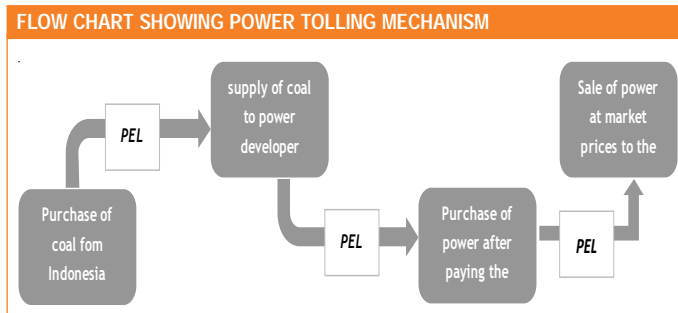 FLOW CHART SHOWING POWER TOLLING MECHANISM
Purchase of
coal fom
Indonesia
PEL
supply of coal
to power
developer
PEL
Purchase of
power after
paying the
PEL
Sale of power
at market
prices to the